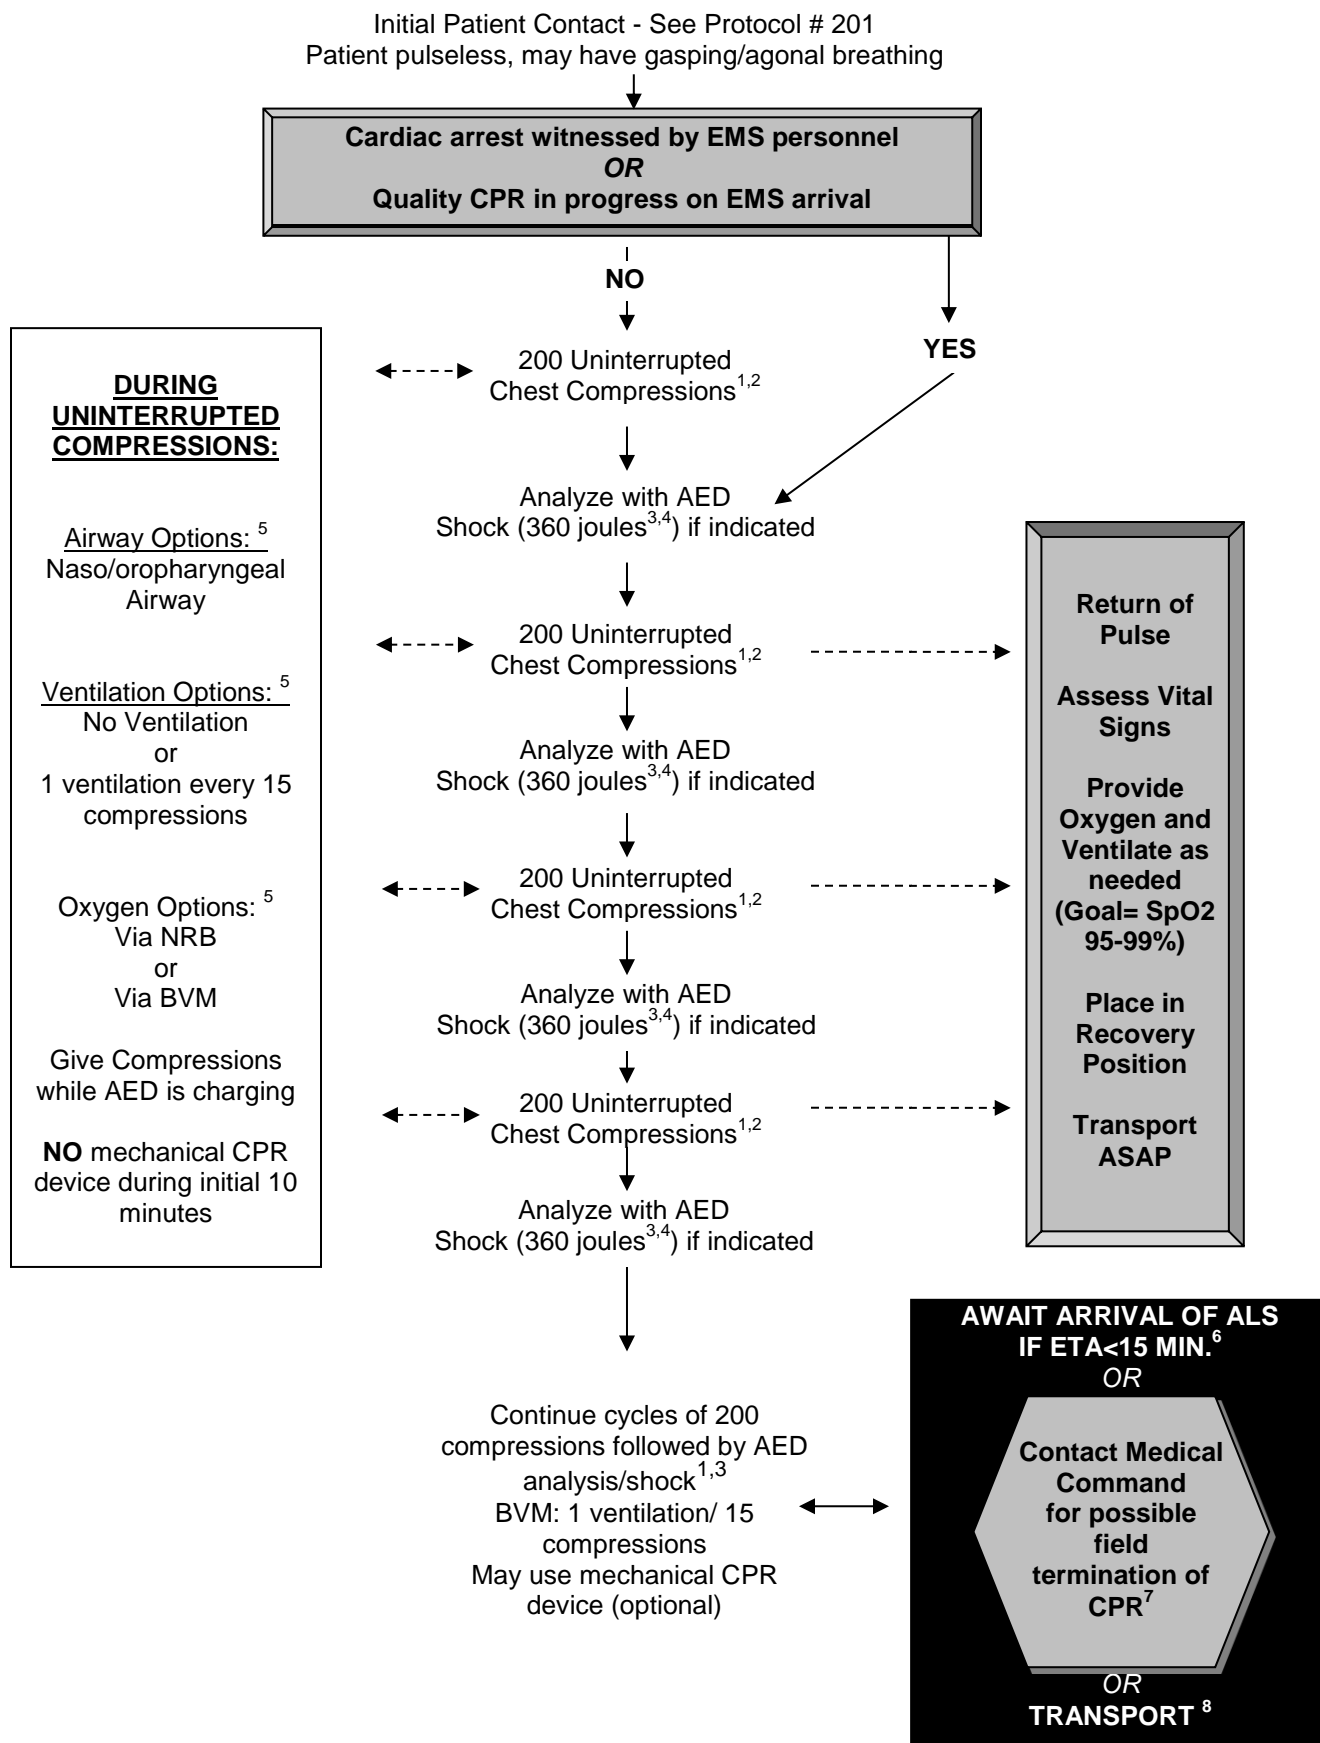 Initial Patient Contact - See Protocol # 201
Patient pulseless, may have gasping/agonal breathing
Cardiac arrest witnessed by EMS personnel
OR
Quality CPR in progress on EMS arrival
NO
YES
200 Uninterrupted
Chest Compressions1,2
Analyze with AED
Shock (360 joules3,4) if indicated
200 Uninterrupted
Chest Compressions1,2
Analyze with AED
Shock (360 joules3,4) if indicated
200 Uninterrupted
Chest Compressions1,2
Analyze with AED
Shock (360 joules3,4) if indicated
200 Uninterrupted
Chest Compressions1,2
Analyze with AED
Shock (360 joules3,4) if indicated
Continue cycles of 200
compressions followed by AED
analysis/shock1,3
BVM: 1 ventilation/ 15
compressions
May use mechanical CPR
device (optional)
DURING
UNINTERRUPTED
COMPRESSIONS:
Airway Options: 5
Naso/oropharyngeal
Airway
Ventilation Options: 5
No Ventilation
or
1 ventilation every 15
compressions
Oxygen Options: 5
Via NRB
or
Via BVM
Give Compressions
while AED is charging
NO mechanical CPR
device during initial 10
minutes
Return of
Pulse
Assess Vital
Signs
Provide
Oxygen and
Ventilate as
needed
(Goal= SpO2
95-99%)
Place in
Recovery
Position
Transport
ASAP
AWAIT ARRIVAL OF ALS
IF ETA<15 MIN.6
OR
Contact Medical
Command
for possible
field
termination of
CPR7
OR
TRANSPORT 8